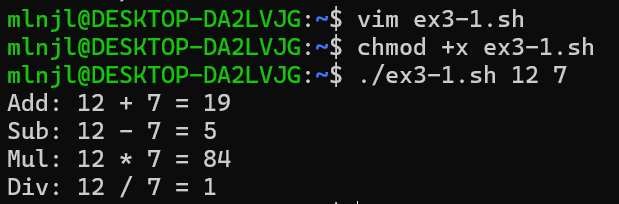 mlnjl@DESKTOP-DA2LVJG:~$ vim ex3-1.sh
mlnjl@DESKTOP-DA2LVJG:~$ chmod +x ex3-1.sh
mlnjl@DESKTOP-DA2LVJG:~$ ./ex3-1.sh 12 7
Add: 12 + 7 = 19
Sub: 12 - 7 = 5
Mul: 12 * 7 = 84
Div: 12 / 7 = 1